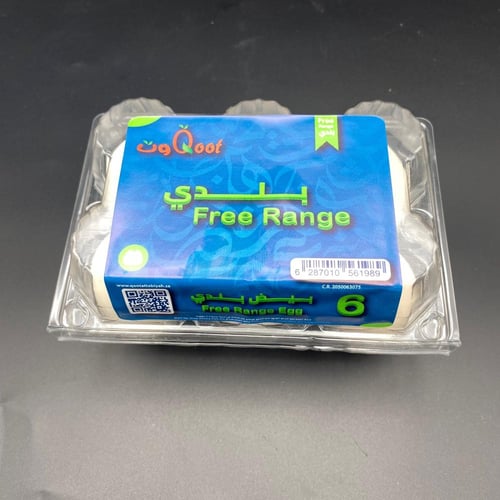 قوت Qoot
Free
Range
بلدي
بلدي
Free Range
6 287010 561989
www.qootattabiyah.sa
C.R. 2050063075
بيض بلدي
Free Range Egg
6